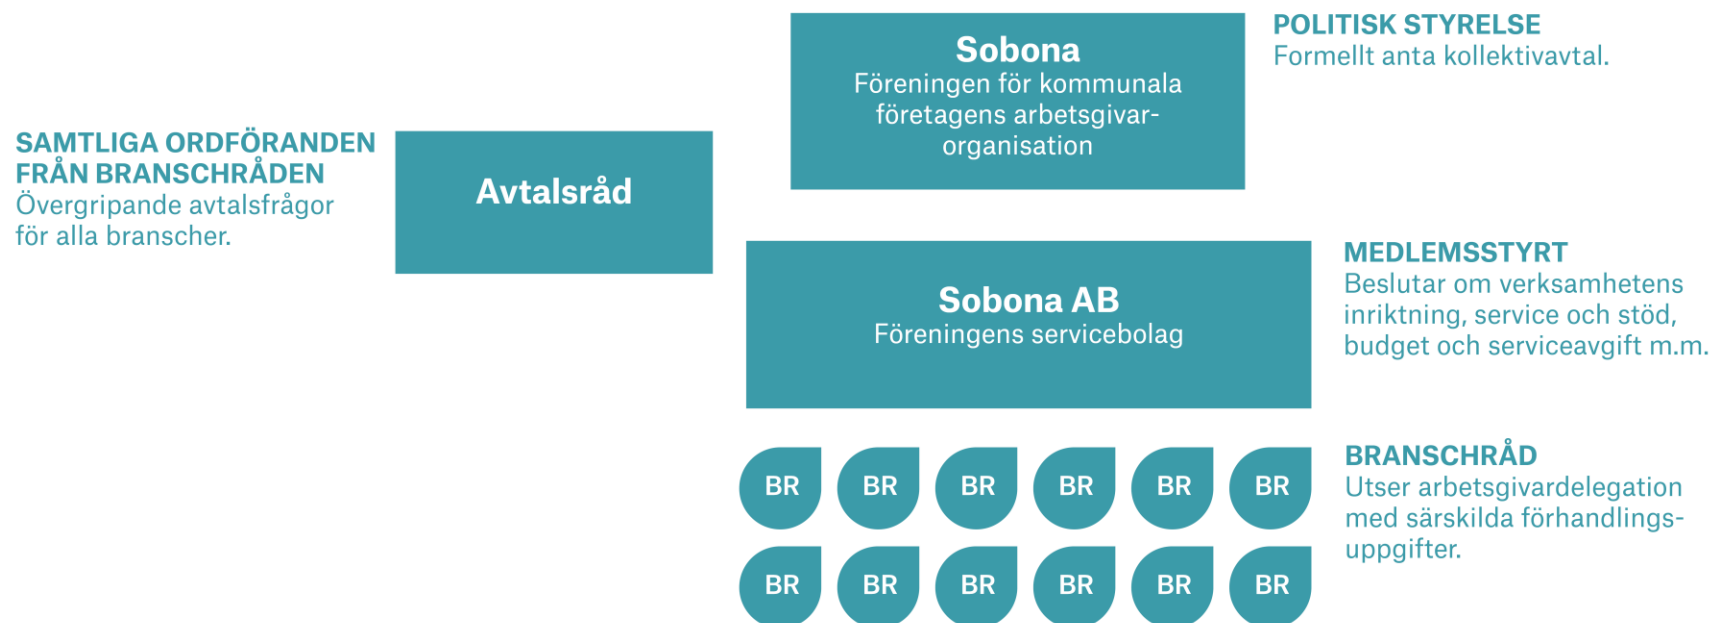 SAMTLIGA ORDFÖRANDEN
FRÅN BRANSCHRÅDEN
Övergripande avtalsfrågor
för alla branscher.
Avtalsråd
Sobona
Föreningen för kommunala
företagens arbetsgivar-
organisation
POLITISK STYRELSE
Formellt anta kollektivavtal.
Sobona AB
Föreningens servicebolag
MEDLEMSSTYRT
Beslutar om verksamhetens
inriktning, service och stöd,
budget och serviceavgift m.m.
BR BR BR BR BR BR
BR BR BR BR BR BR
BRANSCHRÅD
Utser arbetsgivardelegation
med särskilda förhandlings-
uppgifter.